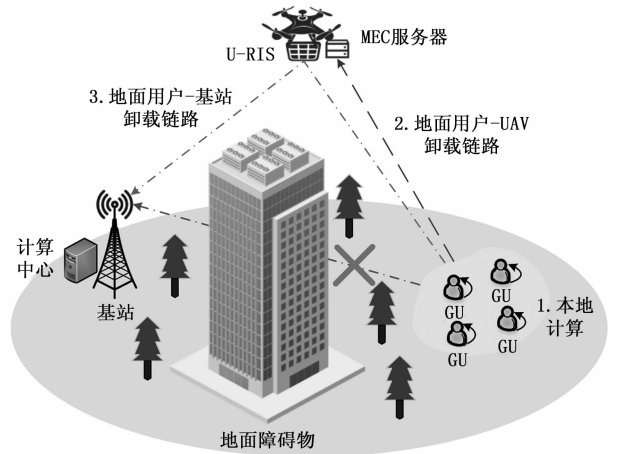 U-RIS
MEC服务器
3.地面用户-基站
卸载链路
2.地面用户-UAV
卸载链路
计算
中心
基站
GU
GU
GU
GU
1.本地
计算
地面障碍物